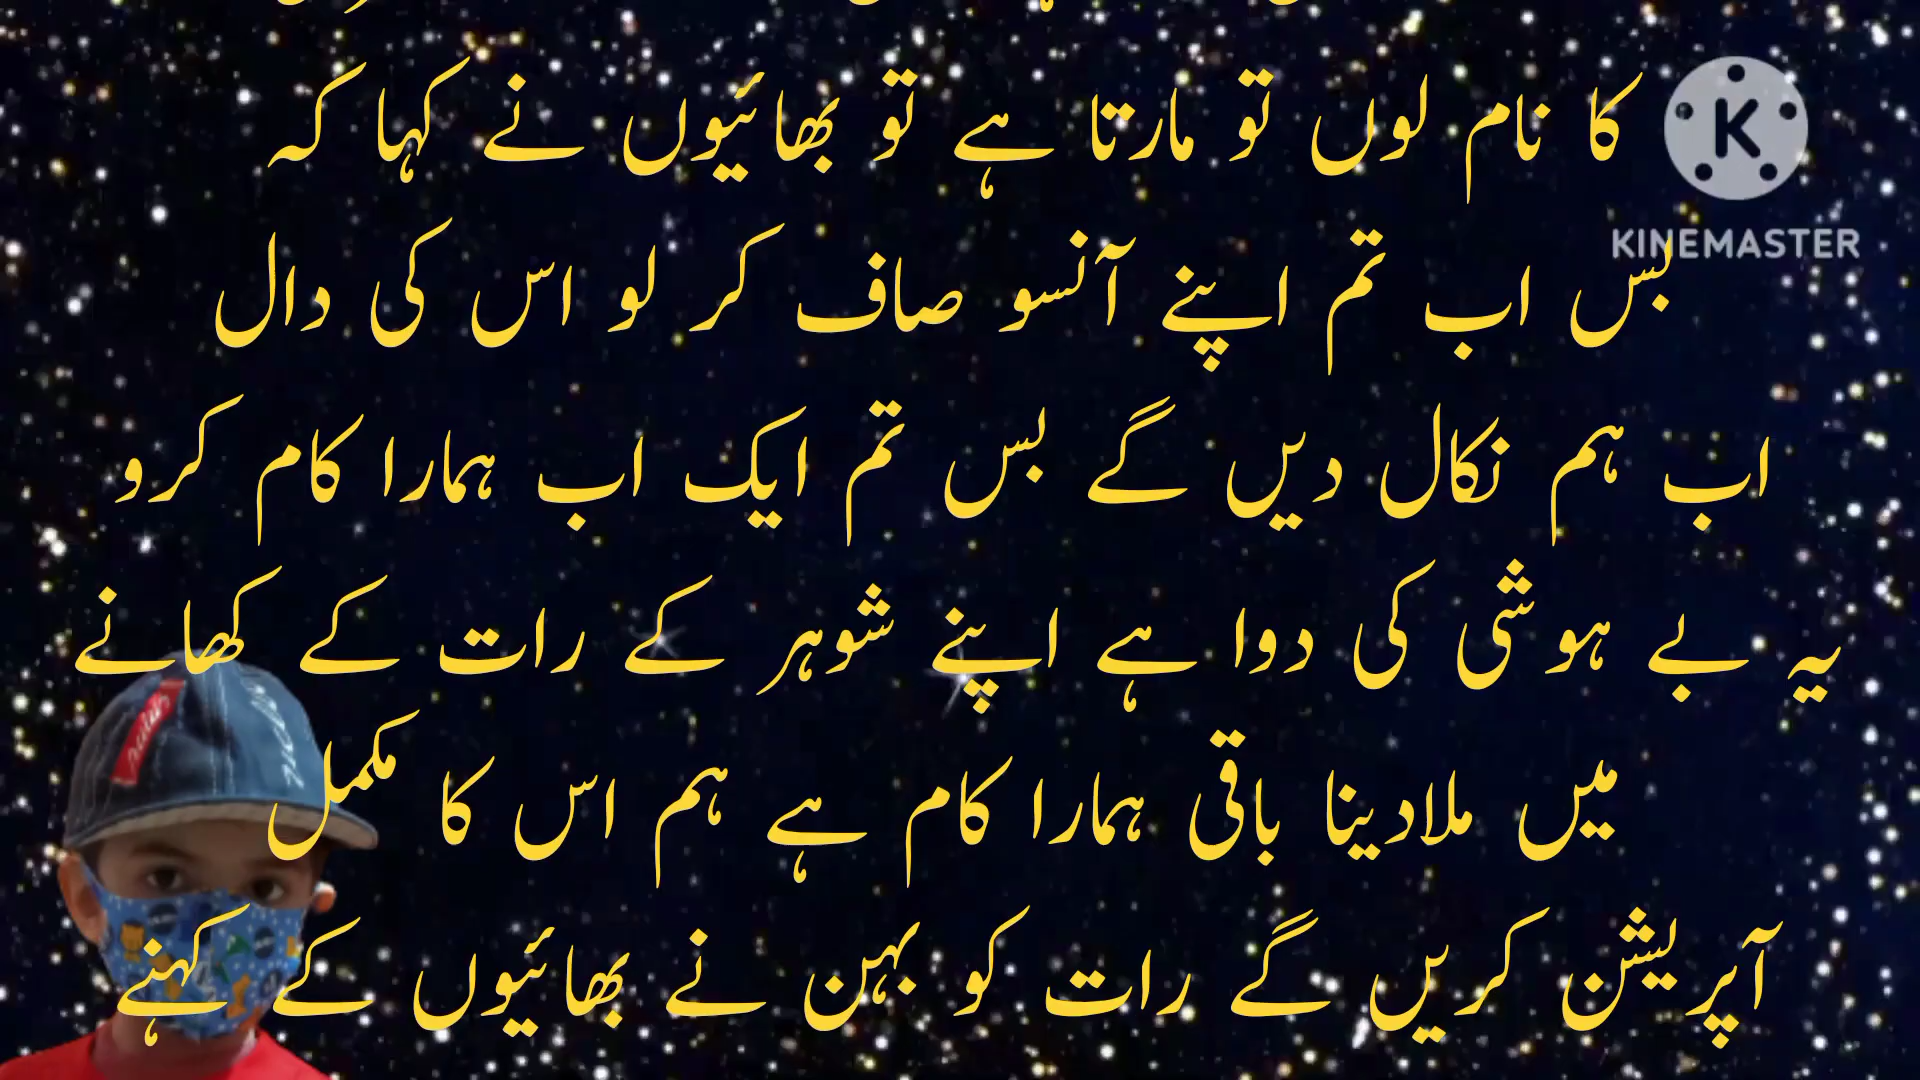 کا نام لوں تو مارتا ہے تو بھائیوں نے کہا کہ
KINEMASTER
بس اب تم اپنے آنسو صاف کر لو اس کی دال
اب ہم نکال دیں گے بس تم ایک اب ہمارا کام کرو
یہ بے ہوشی کی دوا ہے اپنے شوہر کے رات کے کھانے
میں ملادینا باقی ہمارا کام ہے ہم اس کا مکمل
آپریشن کریں گے رات کو بہن نے بھائیوں کے کہنے